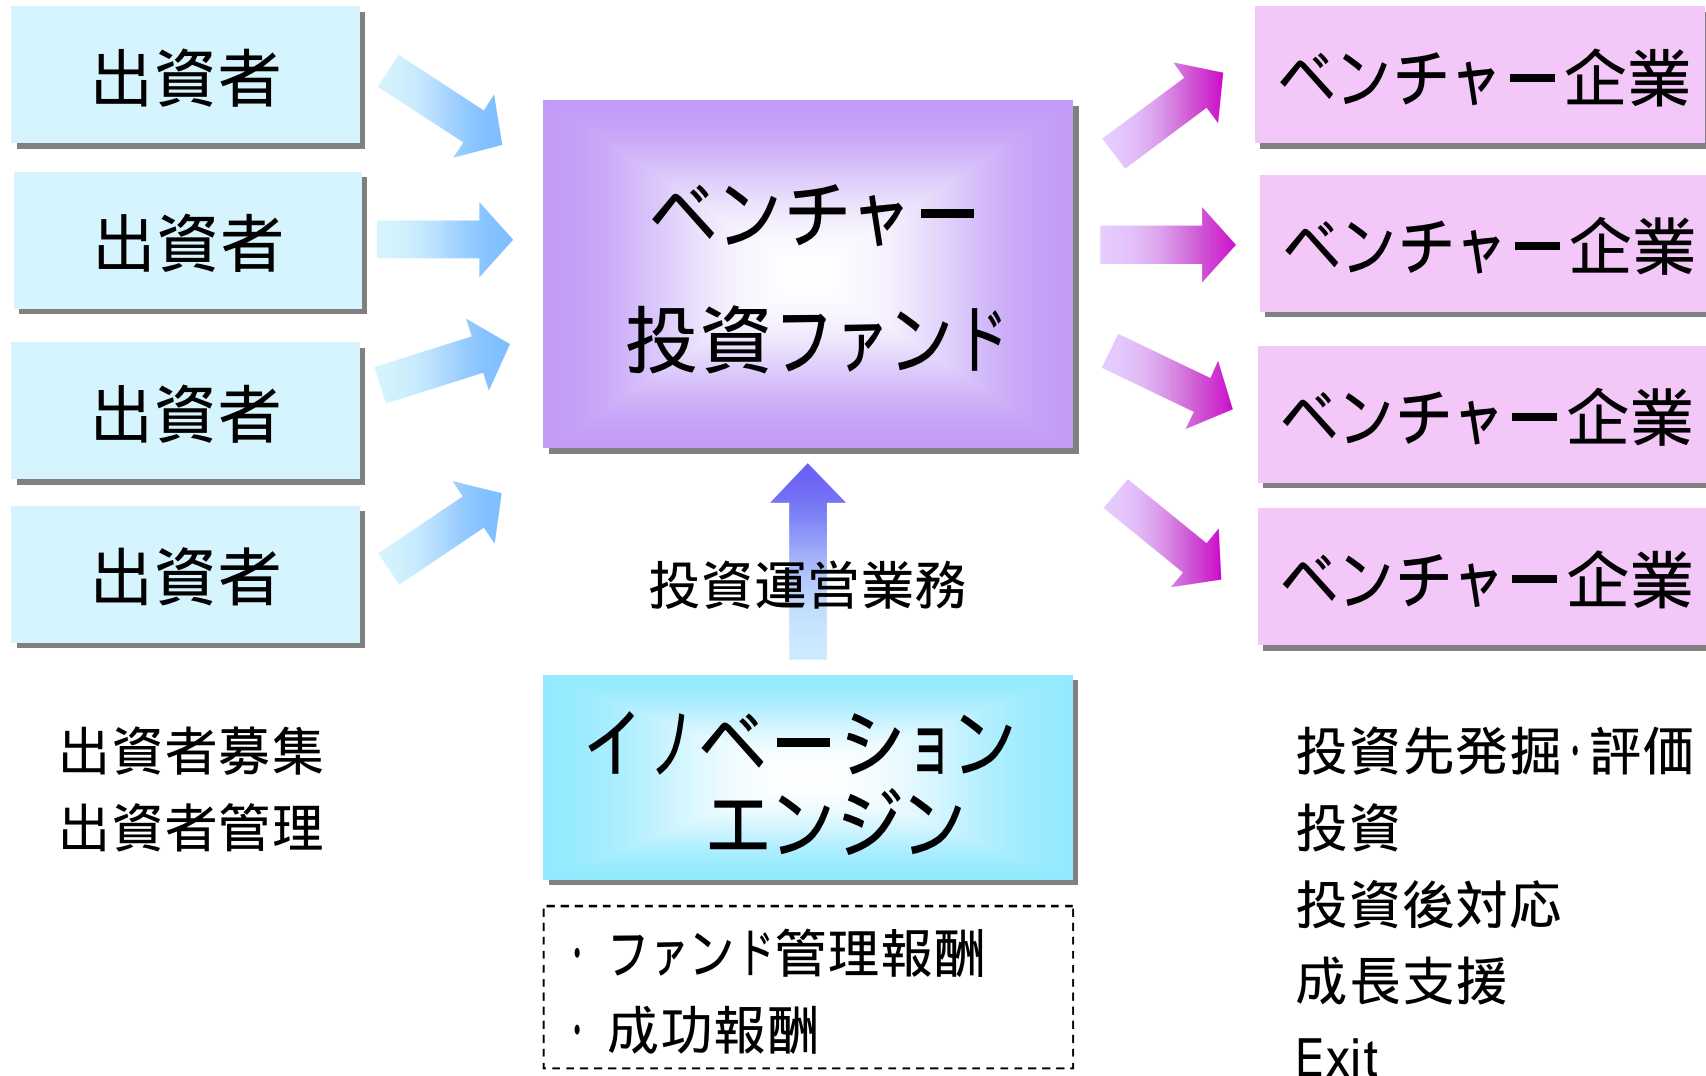 出資者
出資者
出資者
出資者
出資者募集
出資者管理
ベンチャー
投資ファンド
投資運営業務
イノベーション
エンジン
・ファンド管理報酬
・成功報酬
ベンチャー企業
ベンチャー企業
ベンチャー企業
ベンチャー企業
投資先発掘・評価
投資
投資後対応
成長支援
Exit